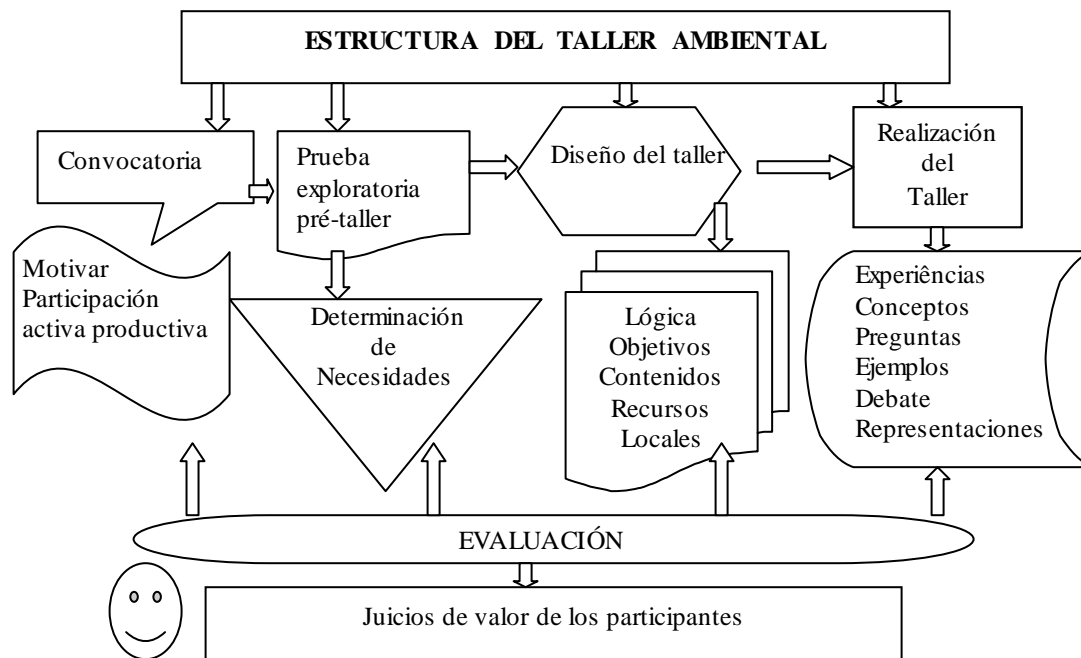 ESTRUCTURA DEL TALLER AMBIENTAL
Convocatoria
Prueba
exploratoria
pré-taller
Diseño del taller
Realización
del
Taller
Motivar
Participación
activa productiva
Determinación
de
Necesidades
Lógica
Objetivos
Contenidos
Recursos
Locales
Experiências
Conceptos
Preguntas
Ejemplos
Debate
Representaciones
EVALUACIÓN
Juicios de valor de los participantes